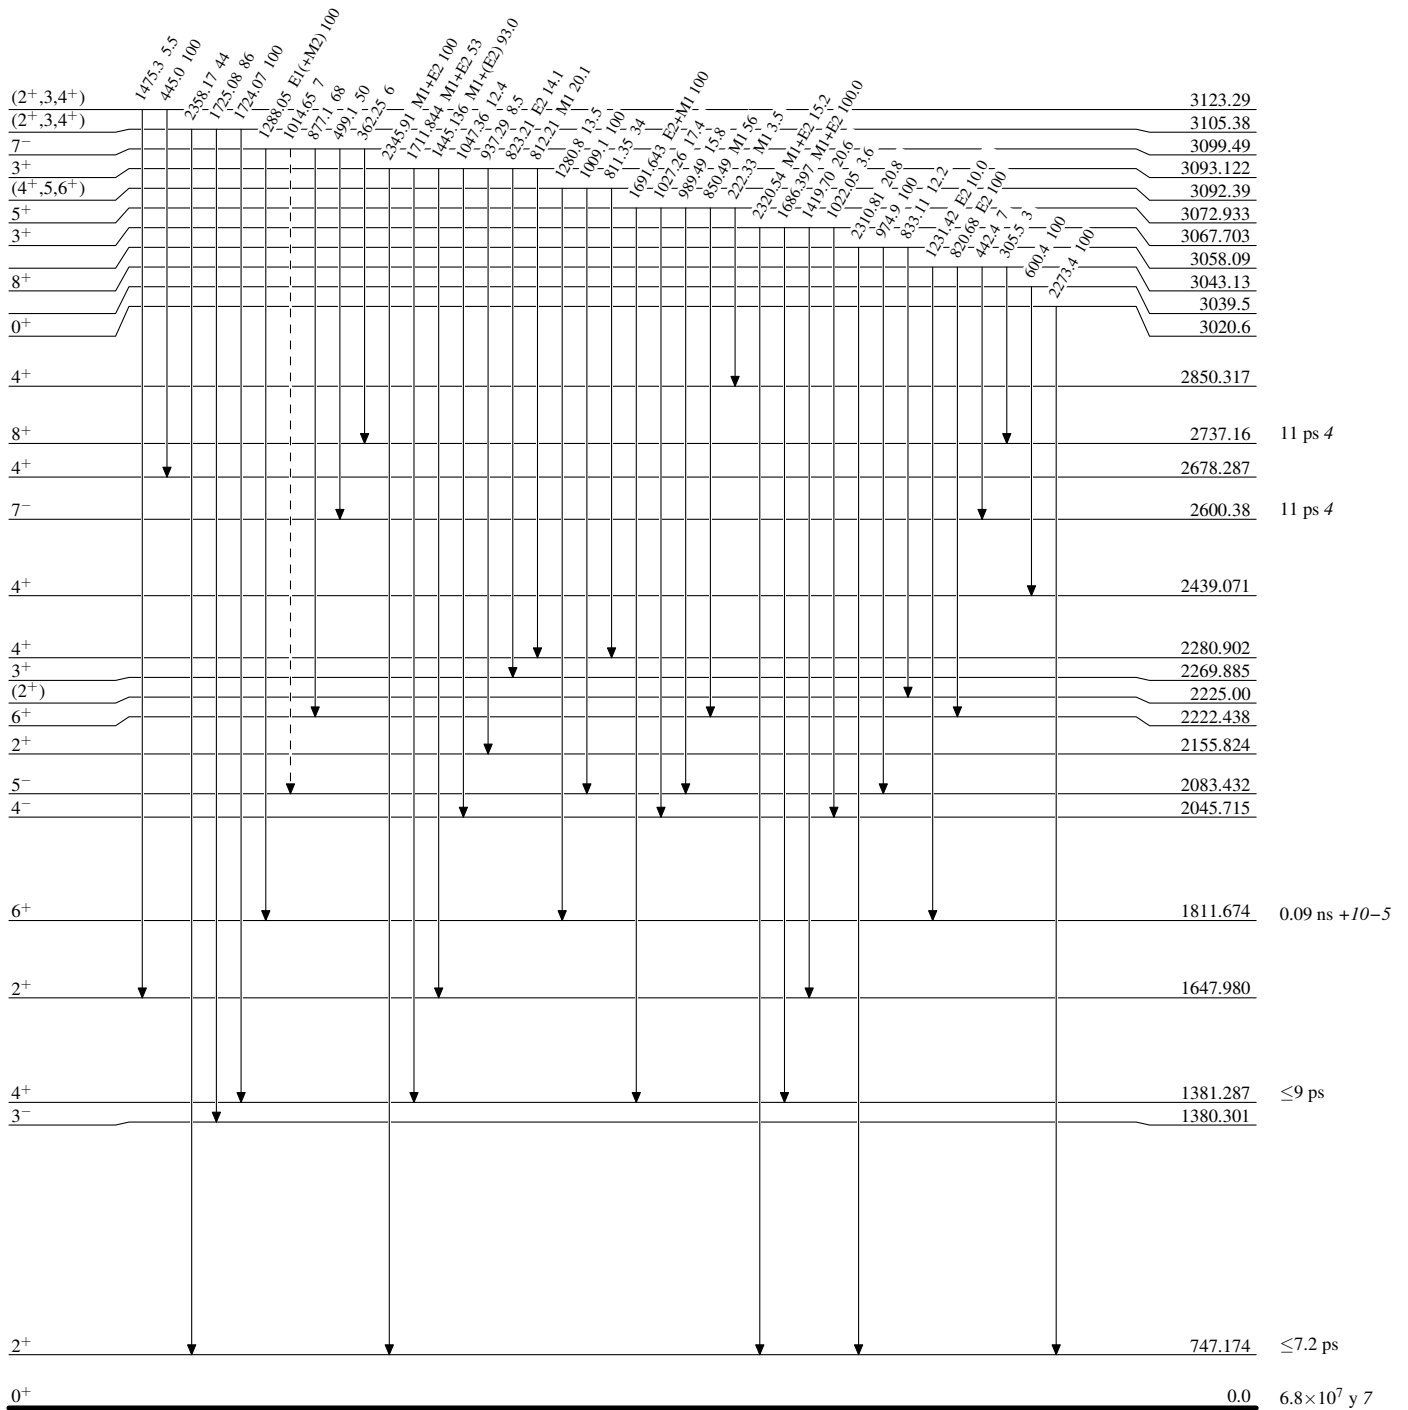 1475.3 5.5
445.0 100
2358.17 44
1725.08 86
1724.07 100
1288.05 E1(+M2) 100
1014.65 7
877.1 68
499.1 50
362.25 6
2345.91 M1+E2 100
1711.844 M1+E2 53
1445.136 M1+(E2) 93.0
1047.36 12.4
937.29 8.5
823.21 E2 14.1
812.21 M1 20.1
1280.8 13.5
1009.1 100
811.35 34
1691.643 E2+M1 100
1027.26 17.4
989.49 15.8
850.49 M1 56
222.33 M1 3.5
2320.54 M1+E2 15.2
1686.397 M1+E2 100.0
1419.70 20.6
1022.05 3.6
2310.81 20.8
974.9 100
833.11 12.2
1231.42 E2 10.0
820.68 E2 100
442.4 7
305.5 3
600.4 100
2273.4 100
(2⁺,3,4⁺) 3123.29
(2⁺,3,4⁺) 3105.38
7⁻ 3099.49
3⁺ 3093.122
(4⁺,5,6⁺) 3092.39
5⁺ 3072.933
3⁺ 3067.703
3058.09
8⁺ 3043.13
3039.5
0⁺ 3020.6
4⁺ 2850.317
8⁺ 2737.16 11 ps 4
4⁺ 2678.287
7⁻ 2600.38 11 ps 4
4⁺ 2439.071
4⁺ 2280.902
3⁺ 2269.885
(2⁺) 2225.00
6⁺ 2222.438
2⁺ 2155.824
5⁻ 2083.432
4⁻ 2045.715
6⁺ 1811.674 0.09 ns +10−5
2⁺ 1647.980
4⁺ 1381.287 ≤9 ps
3⁻ 1380.301
2⁺ 747.174 ≤7.2 ps
0⁺ 0.0 6.8×10⁷ y 7